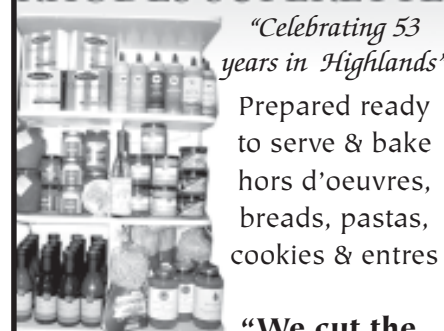 “Celebrating 53
years in Highlands”
Prepared ready
to serve & bake
hors d’oeuvres,
breads, pastas,
cookies & entres
“We cut the